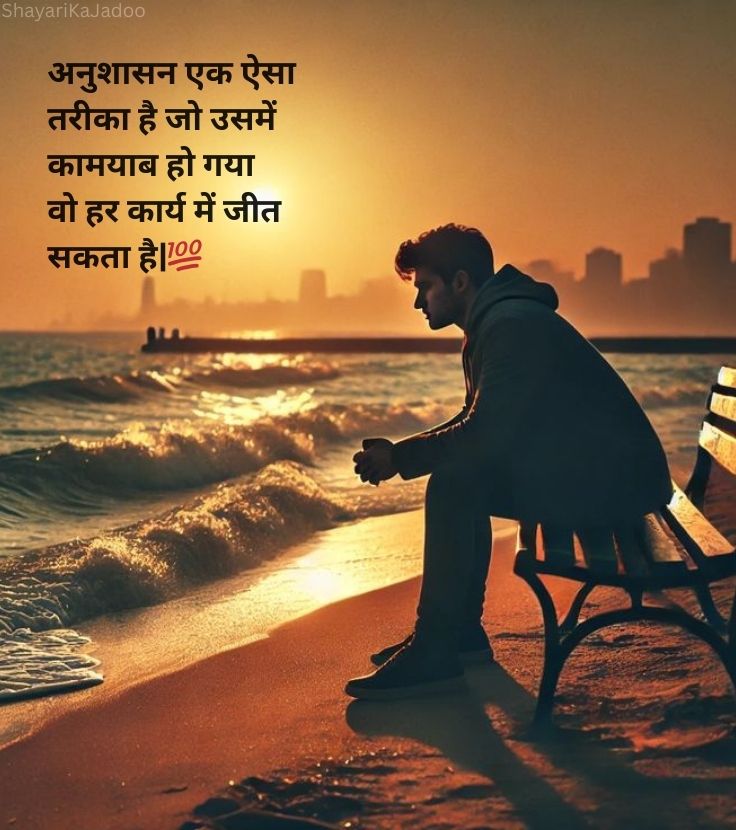 ShayariKaJadoo
अनुशासन एक ऐसा
तरीका है जो उसमें
कामयाब हो गया
वो हर कार्य में जीत
सकता है|💯